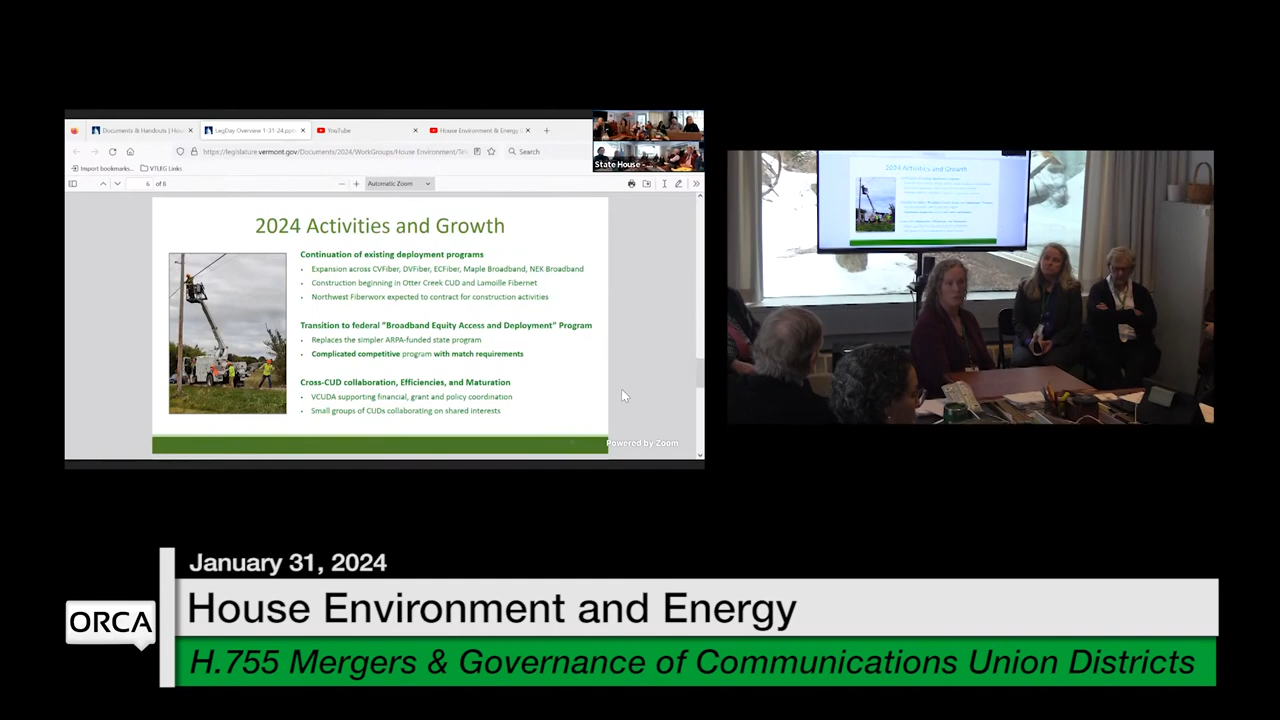 Documents & Handouts | Hou
LegDay Overview 1-31-24.ppt
YouTube
House Environment & Energy
https://legislature.vermont.gov/Documents/2024/WorkGroups/House Environment/Te
Search
Import bookmarks...
VTLEG Links
6 of 8
Automatic Zoom
State House -
2024 Activities and Growth
Continuation of existing deployment programs
• Expansion across CVFiber, DVFiber, ECFiber, Maple Broadband, NEK Broadband
• Construction beginning in Otter Creek CUD and Lamoille Fibernet
• Northwest Fiberworx expected to contract for construction activities
Transition to federal "Broadband Equity Access and Deployment" Program
• Replaces the simpler ARPA-funded state program
• Complicated competitive program with match requirements
Cross-CUD collaboration, Efficiencies, and Maturation
• VCUDA supporting financial, grant and policy coordination
• Small groups of CUDs collaborating on shared interests
Powered by Zoom
2024 Activities and Growth
January 31, 2024
House Environment and Energy
ORCA
H.755 Mergers & Governance of Communications Union Districts